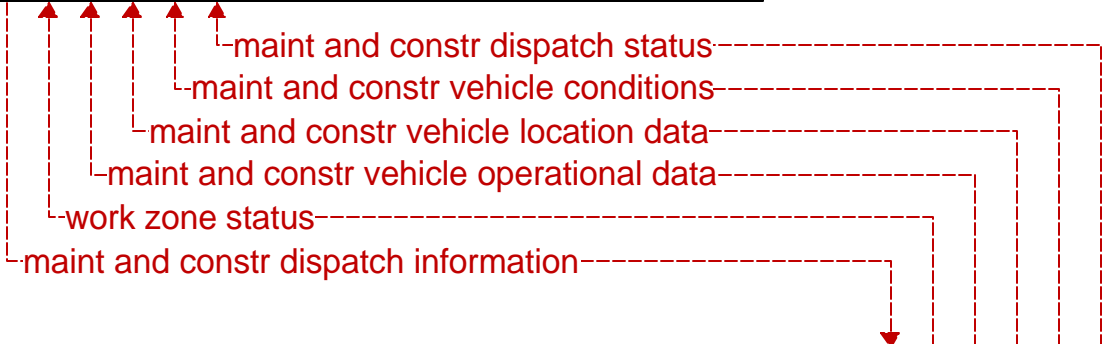 maint and constr dispatch status
maint and constr vehicle conditions
maint and constr vehicle location data
maint and constr vehicle operational data
work zone status
maint and constr dispatch information